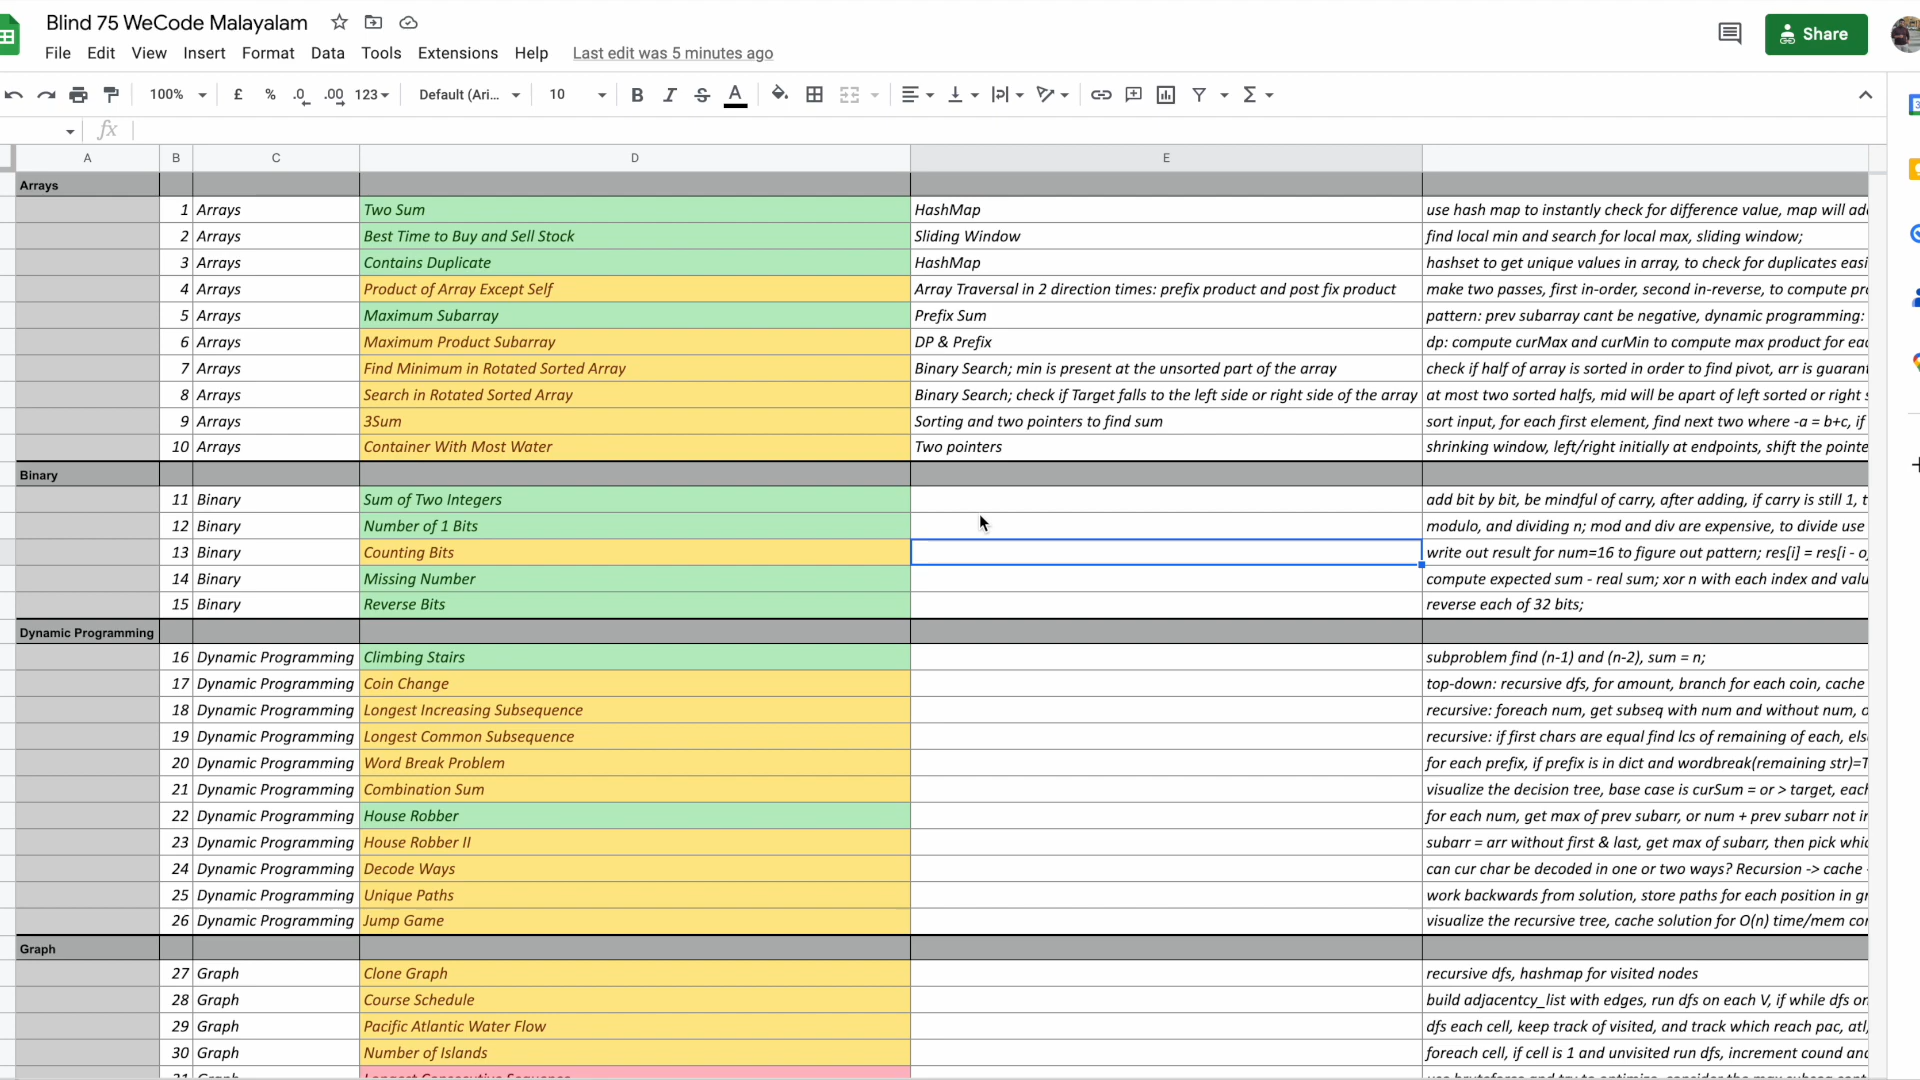 Blind 75 WeCode Malayalam
File Edit View Insert Format Data Tools Extensions Help Last edit was 5 minutes ago
Share
100% £ % .0 .00 123 Default (Ari... 10 B I S A
fx
A B C D E
Arrays
1 Arrays Two Sum HashMap use hash map to instantly check for difference value, map will ad
2 Arrays Best Time to Buy and Sell Stock Sliding Window find local min and search for local max, sliding window;
3 Arrays Contains Duplicate HashMap hashset to get unique values in array, to check for duplicates easi
4 Arrays Product of Array Except Self Array Traversal in 2 direction times: prefix product and post fix product make two passes, first in-order, second in-reverse, to compute pr
5 Arrays Maximum Subarray Prefix Sum pattern: prev subarray cant be negative, dynamic programming:
6 Arrays Maximum Product Subarray DP & Prefix dp: compute curMax and curMin to compute max product for ea
7 Arrays Find Minimum in Rotated Sorted Array Binary Search; min is present at the unsorted part of the array check if half of array is sorted in order to find pivot, arr is guaran
8 Arrays Search in Rotated Sorted Array Binary Search; check if Target falls to the left side or right side of the array at most two sorted halfs, mid will be apart of left sorted or right
9 Arrays 3Sum Sorting and two pointers to find sum sort input, for each first element, find next two where -a = b+c, if
10 Arrays Container With Most Water Two pointers shrinking window, left/right initially at endpoints, shift the pointe
Binary
11 Binary Sum of Two Integers add bit by bit, be mindful of carry, after adding, if carry is still 1, t
12 Binary Number of 1 Bits modulo, and dividing n; mod and div are expensive, to divide use
13 Binary Counting Bits write out result for num=16 to figure out pattern; res[i] = res[i - o
14 Binary Missing Number compute expected sum - real sum; xor n with each index and valu
15 Binary Reverse Bits reverse each of 32 bits;
Dynamic Programming
16 Dynamic Programming Climbing Stairs subproblem find (n-1) and (n-2), sum = n;
17 Dynamic Programming Coin Change top-down: recursive dfs, for amount, branch for each coin, cache
18 Dynamic Programming Longest Increasing Subsequence recursive: foreach num, get subseq with num and without num, o
19 Dynamic Programming Longest Common Subsequence recursive: if first chars are equal find lcs of remaining of each, els
20 Dynamic Programming Word Break Problem for each prefix, if prefix is in dict and wordbreak(remaining str)=T
21 Dynamic Programming Combination Sum visualize the decision tree, base case is curSum = or > target, each
22 Dynamic Programming House Robber for each num, get max of prev subarr, or num + prev subarr not in
23 Dynamic Programming House Robber II subarr = arr without first & last, get max of subarr, then pick whic
24 Dynamic Programming Decode Ways can cur char be decoded in one or two ways? Recursion -> cache
25 Dynamic Programming Unique Paths work backwards from solution, store paths for each position in gr
26 Dynamic Programming Jump Game visualize the recursive tree, cache solution for O(n) time/mem co
Graph
27 Graph Clone Graph recursive dfs, hashmap for visited nodes
28 Graph Course Schedule build adjacentcy_list with edges, run dfs on each V, if while dfs on
29 Graph Pacific Atlantic Water Flow dfs each cell, keep track of visited, and track which reach pac, atl,
30 Graph Number of Islands foreach cell, if cell is 1 and unvisited run dfs, increment cound and